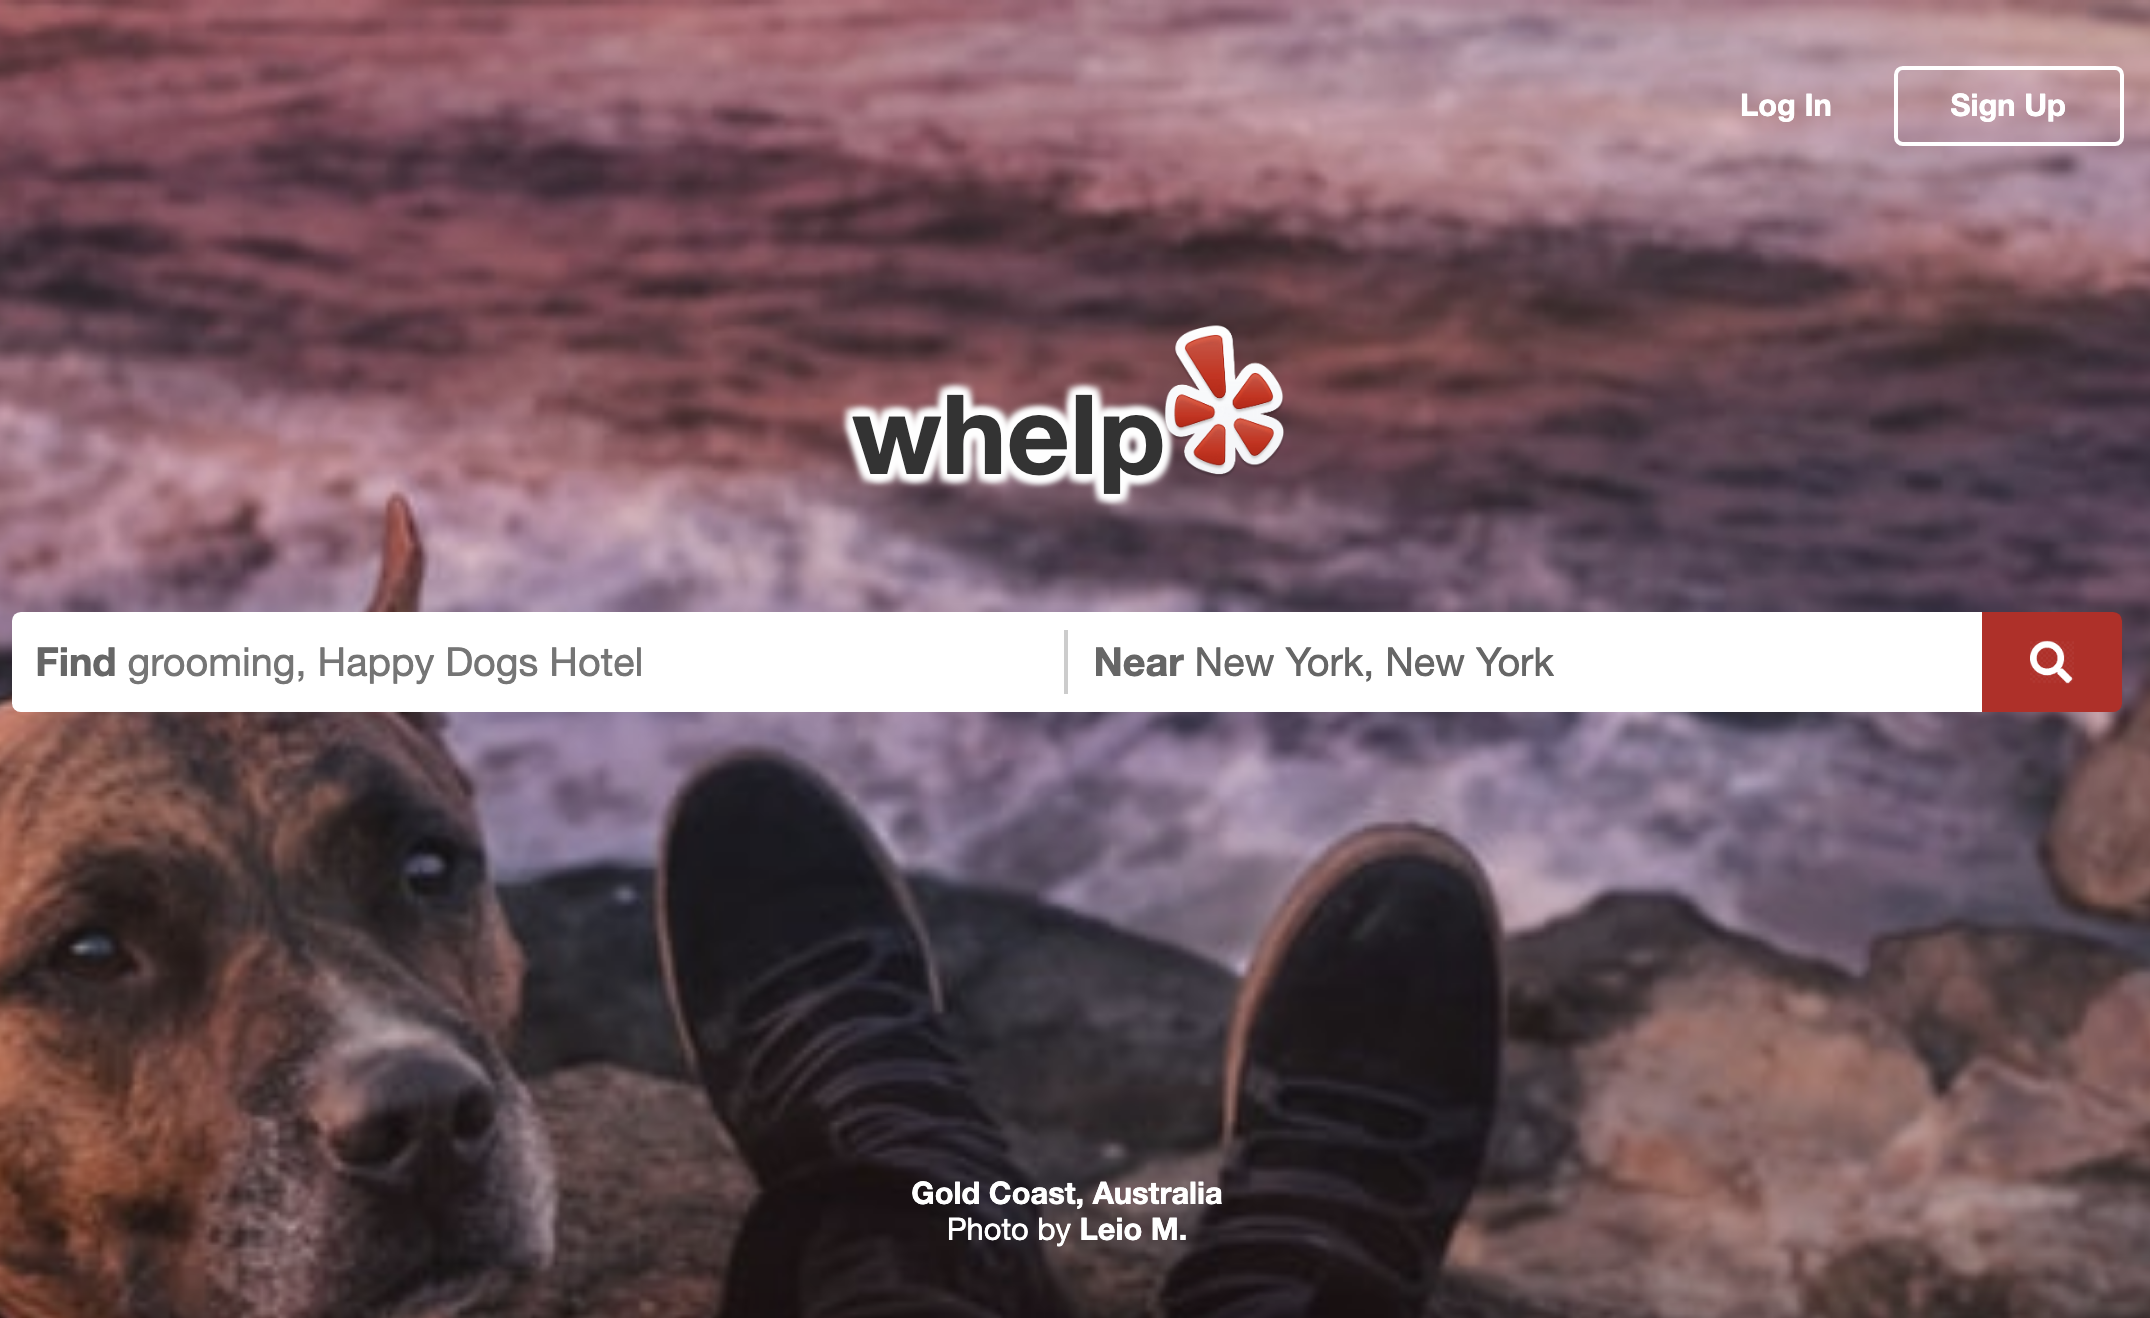 Log In
Sign Up
whelp
Find grooming, Happy Dogs Hotel
Near New York, New York
Gold Coast, Australia
Photo by Leio M.